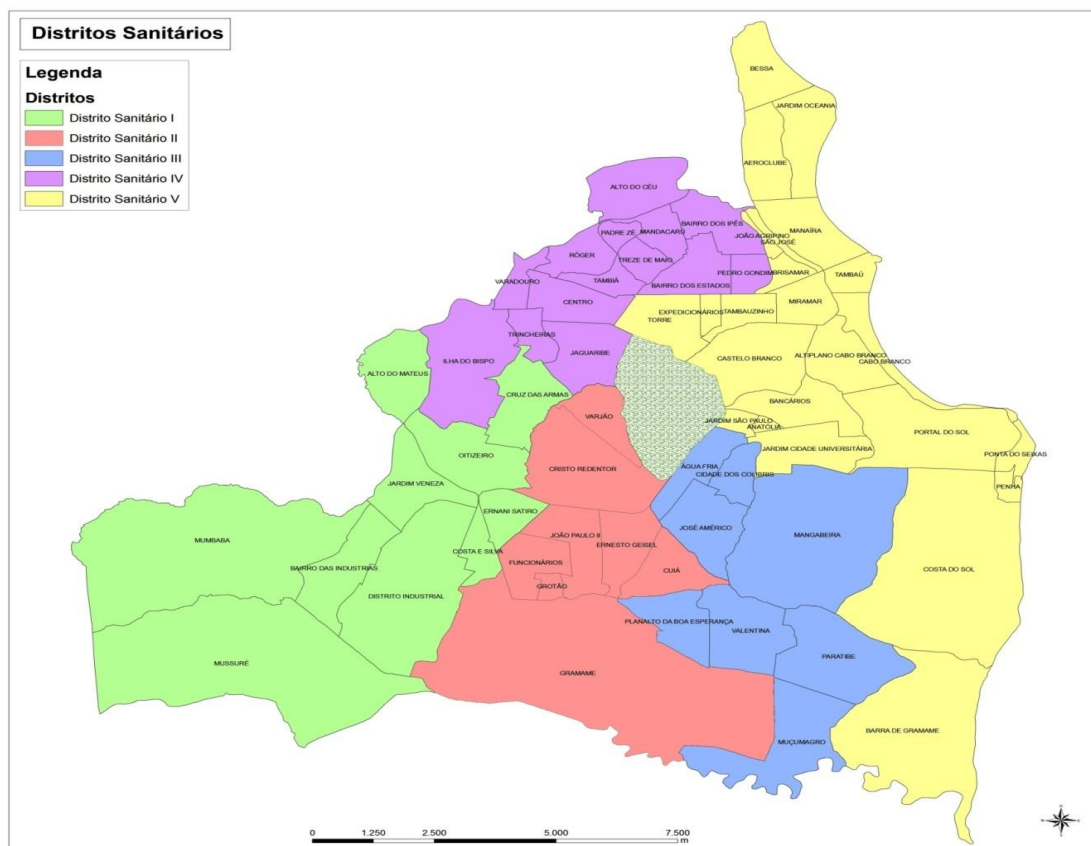 Distritos Sanitários
Legenda
Distritos
Distrito Sanitário I
Distrito Sanitário II
Distrito Sanitário III
Distrito Sanitário IV
Distrito Sanitário V
BESSA
JARDIM OCEANIA
AEROCLUBE
ALTO DO CÉU
BAIRRO DOS IPÊS
PADRE ZÉ
MANDACARÚ
JOÃO AGRIPINO
SÃO JOSÉ
MANAÍRA
RÓGER
TREZE DE MAIO
PEDRO GONDIM
BRISAMAR
TAMBAÚ
VARADOURO
TAMBIÁ
BAIRRO DOS ESTADOS
CENTRO
EXPEDICIONÁRIOS
TAMBAUZINHO
MIRAMAR
TORRE
TRINCHEIRAS
ILHA DO BISPO
JAGUARIBE
CASTELO BRANCO
ALTIPLANO CABO BRANCO
CABO BRANCO
ALTO DO MATEUS
CRUZ DAS ARMAS
BANCÁRIOS
VARJÃO
JARDIM SÃO PAULO
ANATOLIA
PORTAL DO SOL
JARDIM CIDADE UNIVERSITÁRIA
PONTA DO SEIXAS
OITIZEIRO
CRISTO REDENTOR
ÁGUA FRIA
CIDADE DOS COLIBRIS
JARDIM VENEZA
PENHA
ERNANI SATIRO
JOSÉ AMÉRICO
MANGABEIRA
MUMBABA
JOÃO PAULO II
ERNESTO GEISEL
COSTA E SILVA
FUNCIONÁRIOS
BAIRRO DAS INDUSTRIAS
CUIÁ
COSTA DO SOL
GROTÃO
DISTRITO INDUSTRIAL
PLANALTO DA BOA ESPERANÇA
VALENTINA
PARATIBE
MUSSURÉ
GRAMAME
BARRA DE GRAMAME
MUÇUMAGRO
0 1.250 2.500 5.000 7.500
m